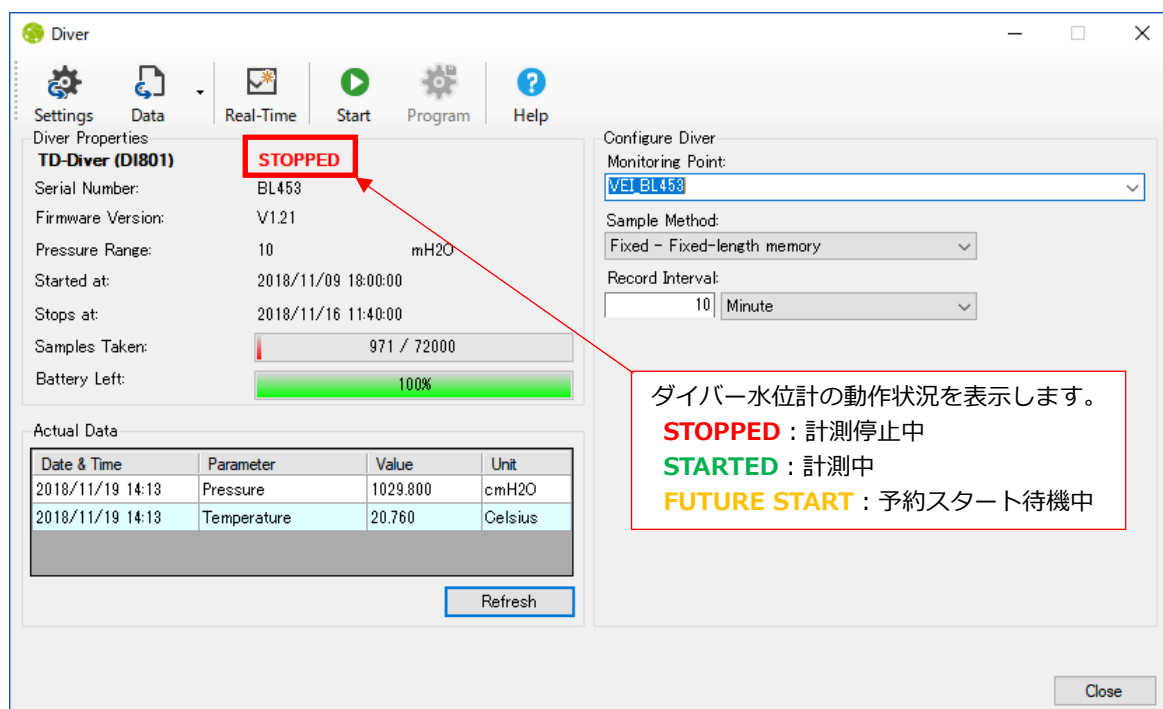 Diver
Settings Data Real-Time Start Program Help
Diver Properties
TD-Diver (DI801) STOPPED
Serial Number: BL453
Firmware Version: V1.21
Pressure Range: 10 mH2O
Started at: 2018/11/09 18:00:00
Stops at: 2018/11/16 11:40:00
Samples Taken: 971 / 72000
Battery Left: 100%
Actual Data
Date & Time Parameter Value Unit
2018/11/19 14:13 Pressure 1029.800 cmH2O
2018/11/19 14:13 Temperature 20.760 Celsius
Refresh
Configure Diver
Monitoring Point:
VEI_BL453
Sample Method:
Fixed - Fixed-length memory
Record Interval:
10 Minute
ダイバー水位計の動作状況を表示します。
STOPPED：計測停止中
STARTED：計測中
FUTURE START：予約スタート待機中
Close